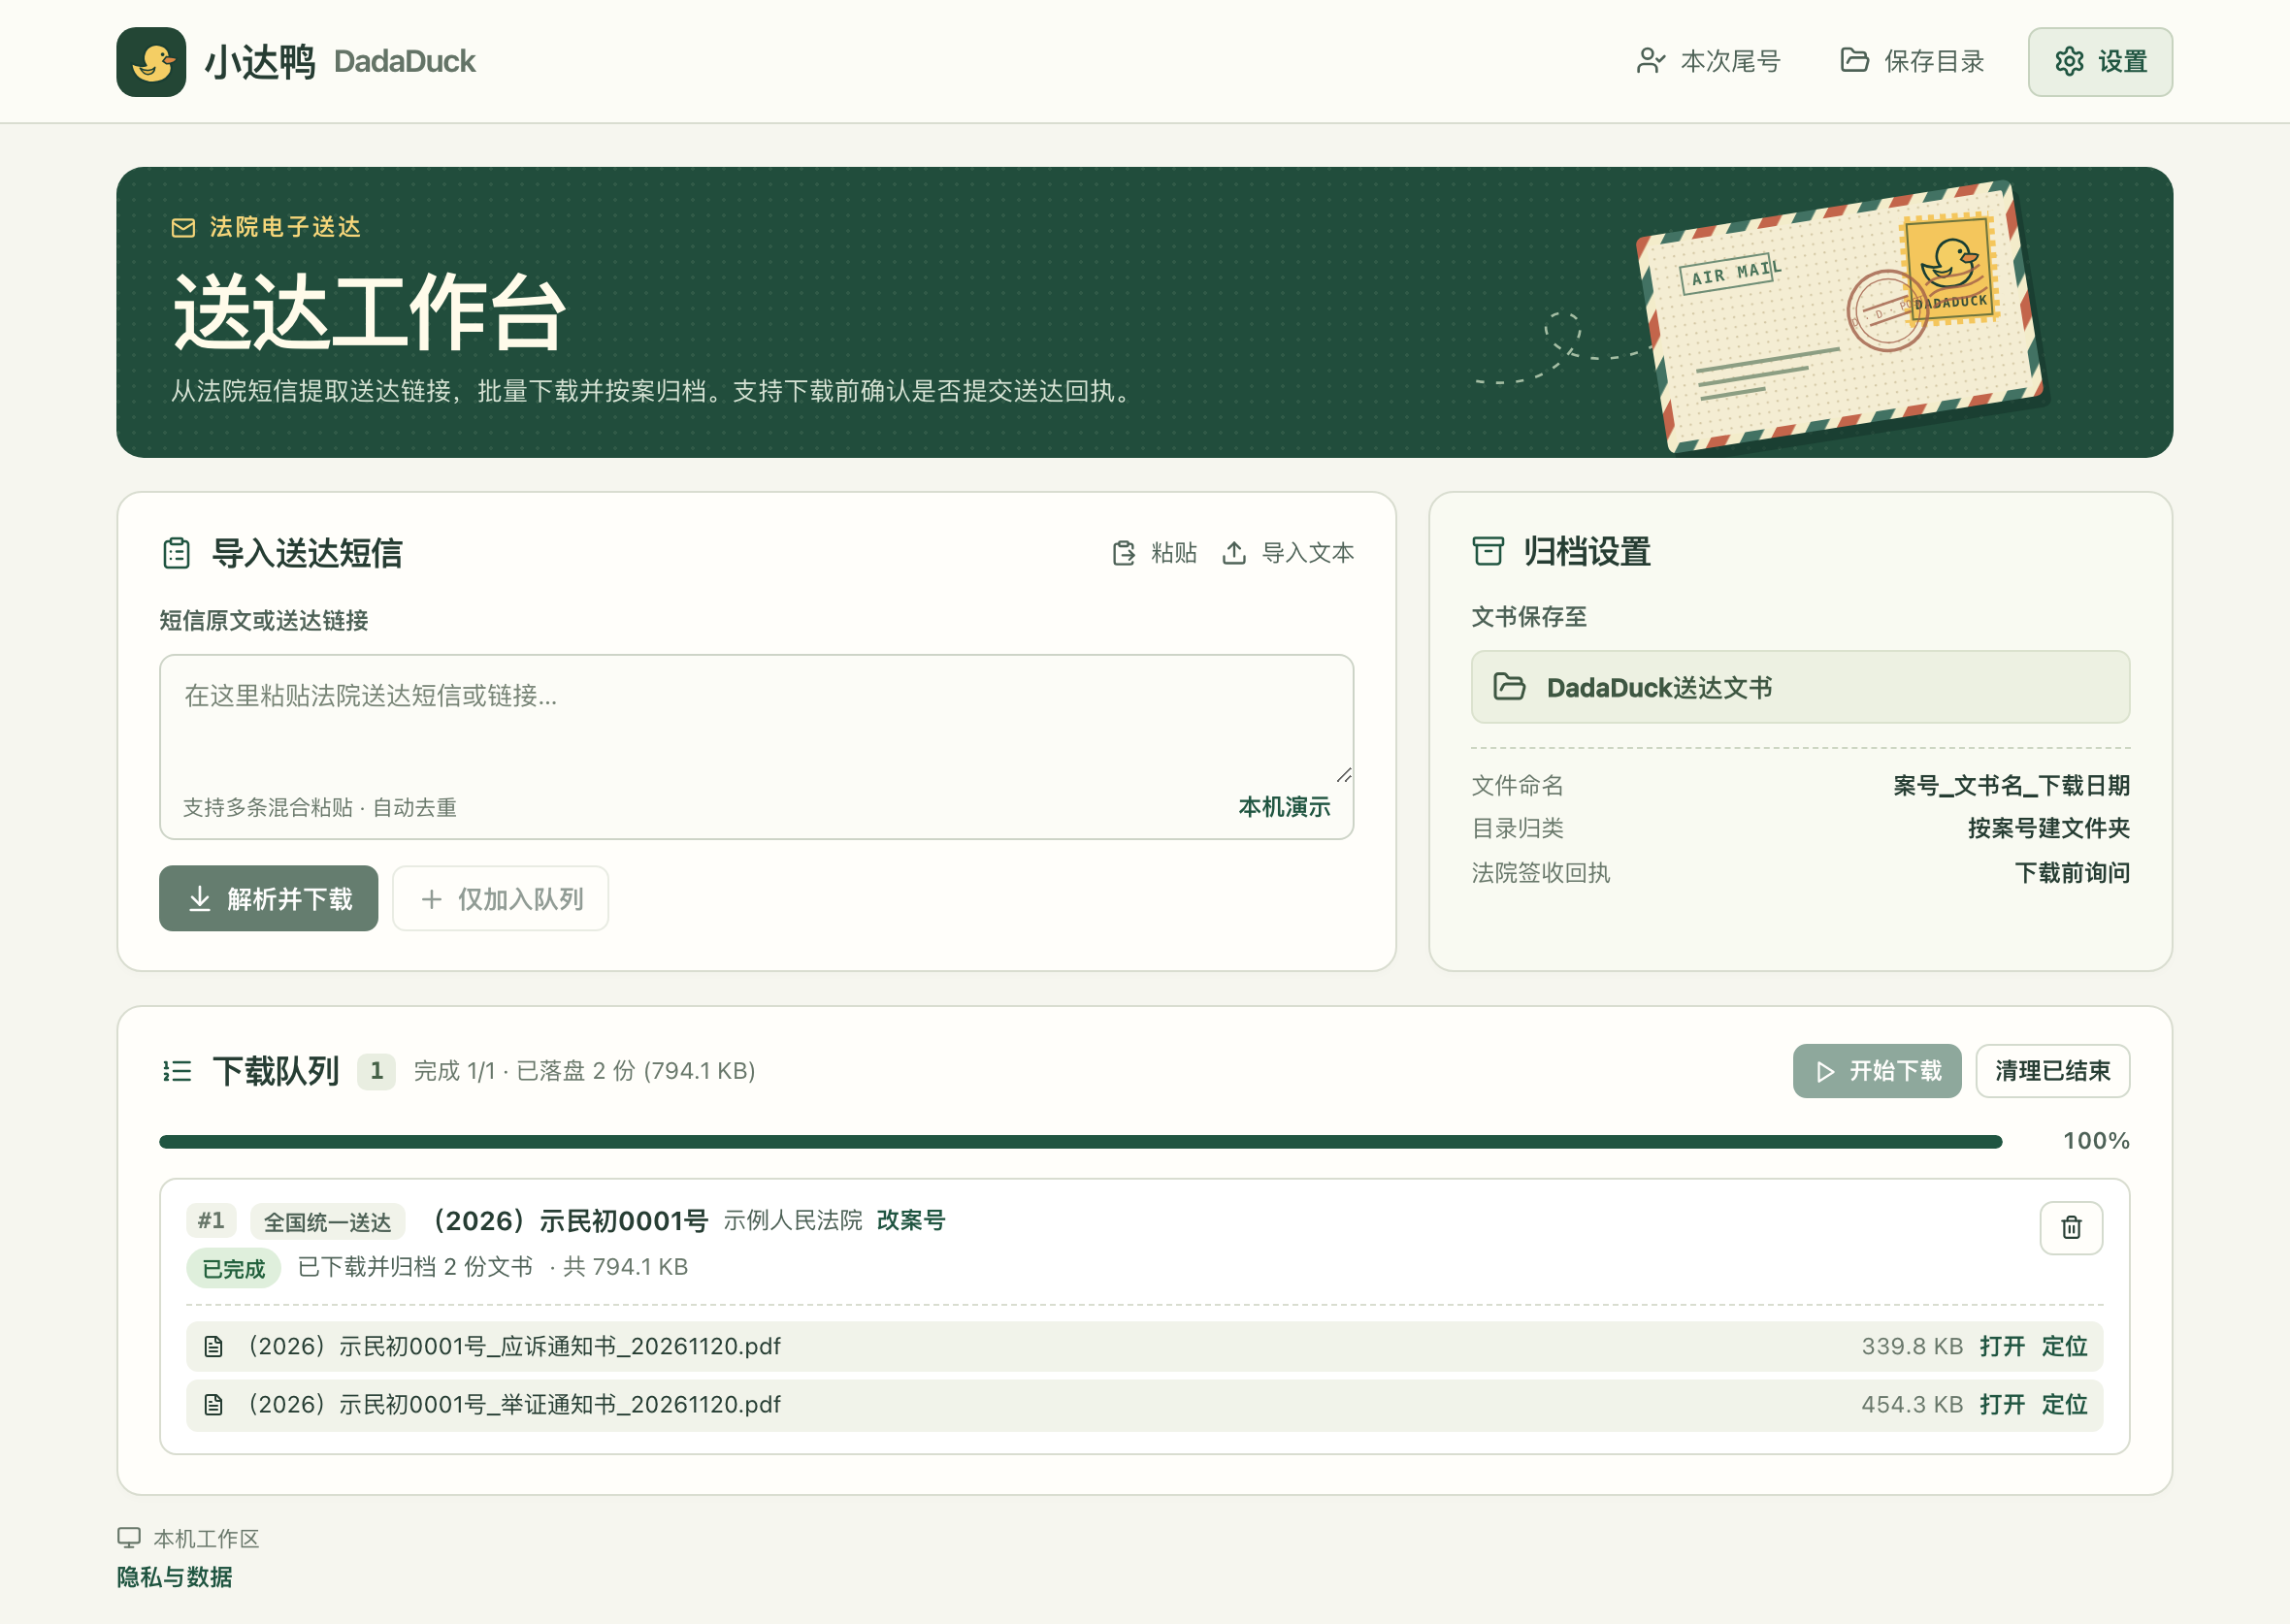 小达鸭 DadaDuck
本次尾号
保存目录
设置
法院电子送达
送达工作台
从法院短信提取送达链接，批量下载并按案归档。支持下载前确认是否提交送达回执。
AIR MAIL
DADADUCK
导入送达短信
粘贴
导入文本
短信原文或送达链接
在这里粘贴法院送达短信或链接...
支持多条混合粘贴 · 自动去重
本机演示
解析并下载
仅加入队列
归档设置
文书保存至
DadaDuck送达文书
文件命名 案号_文书名_下载日期
目录归类 按案号建文件夹
法院签收回执 下载前询问
下载队列 1 完成 1/1 · 已落盘 2 份 (794.1 KB)
开始下载
清理已结束
100%
#1 全国统一送达 （2026）示民初0001号 示例人民法院 改案号
已完成 已下载并归档 2 份文书 · 共 794.1 KB
（2026）示民初0001号_应诉通知书_20261120.pdf 339.8 KB 打开 定位
（2026）示民初0001号_举证通知书_20261120.pdf 454.3 KB 打开 定位
本机工作区
隐私与数据